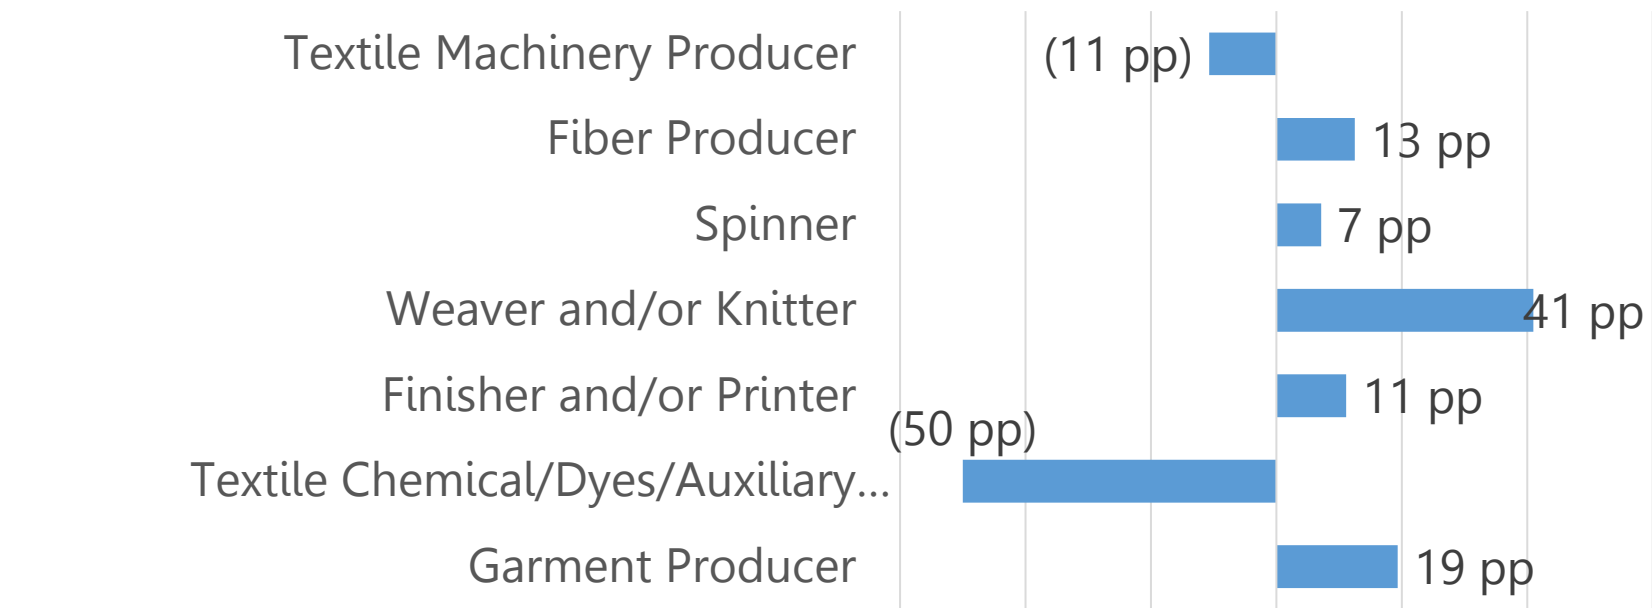 Textile Machinery Producer (11 pp)
Fiber Producer 13 pp
Spinner 7 pp
Weaver and/or Knitter 41 pp
Finisher and/or Printer 11 pp
(50 pp)
Textile Chemical/Dyes/Auxiliary...
Garment Producer 19 pp